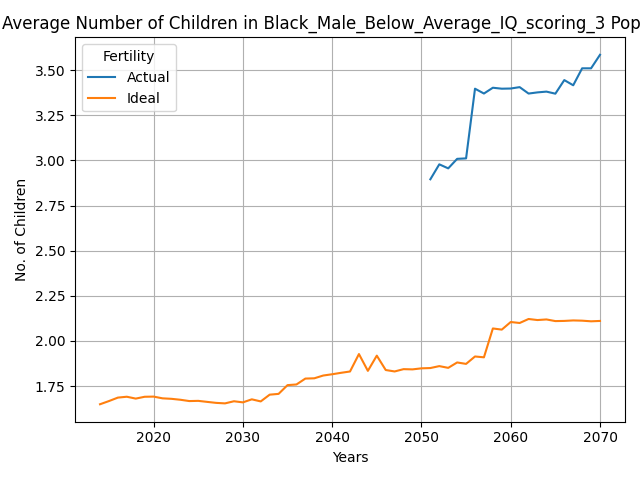 Average Number of Children in Black_Male_Below_Average_IQ_scoring_3 Pop
Fertility
Actual
Ideal
3.50
3.25
3.00
2.75
2.50
2.25
2.00
1.75
No. of Children
2020 2030 2040 2050 2060 2070
Years